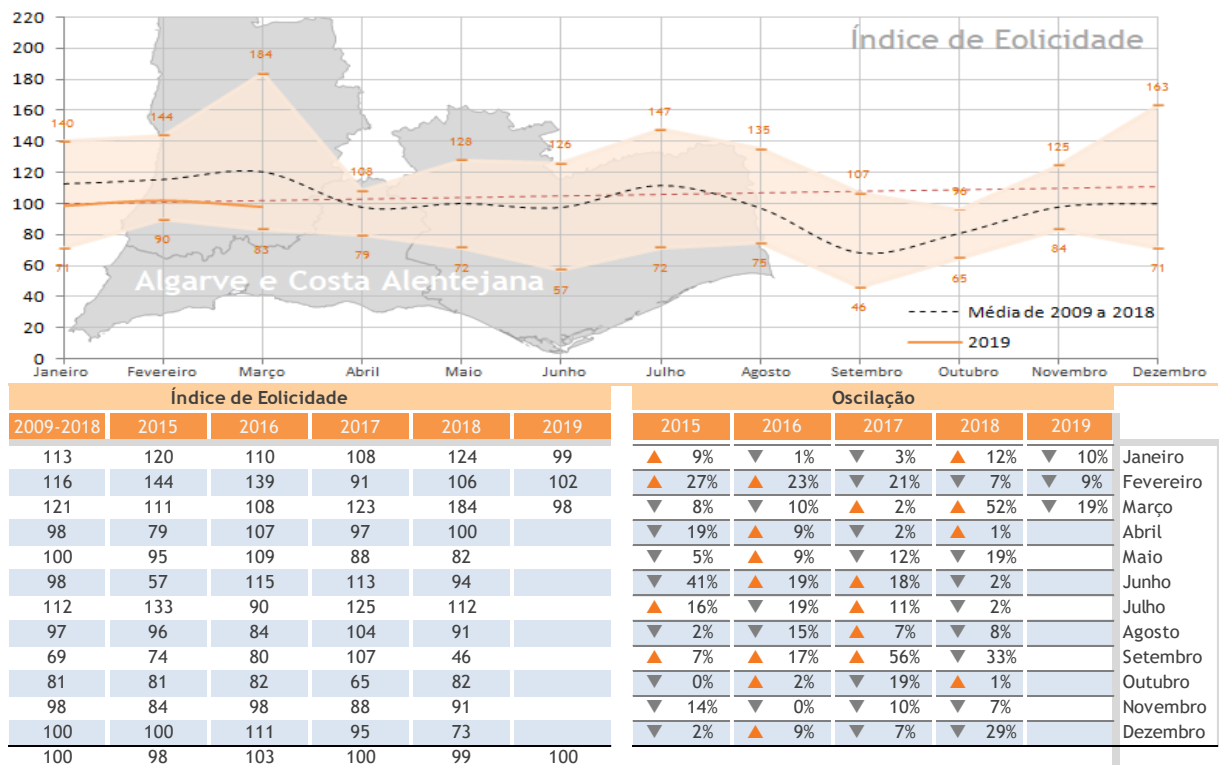 Índice de Eolicidade
220
200
180
160
140
120
100
80
60
40
20
0
140 144 184 108 128 126 147 135 107 96 125 163
71 90 83 79 72 57 72 75 46 65 84 71
Algarve e Costa Alentejana
Média de 2009 a 2018
2019
Janeiro Fevereiro Março Abril Maio Junho Julho Agosto Setembro Outubro Novembro Dezembro
Índice de Eolicidade Oscilação
2009-2018 2015 2016 2017 2018 2019 2015 2016 2017 2018 2019
113 120 110 108 124 99 ▲ 9% ▼ 1% ▼ 3% ▲ 12% ▼ 10% Janeiro
116 144 139 91 106 102 ▲ 27% ▲ 23% ▼ 21% ▼ 7% ▼ 9% Fevereiro
121 111 108 123 184 98 ▼ 8% ▼ 10% ▲ 2% ▲ 52% ▼ 19% Março
98 79 107 97 100 ▼ 19% ▲ 9% ▼ 2% ▲ 1% Abril
100 95 109 88 82 ▼ 5% ▲ 9% ▼ 12% ▼ 19% Maio
98 57 115 113 94 ▼ 41% ▲ 19% ▲ 18% ▼ 2% Junho
112 133 90 125 112 ▲ 16% ▼ 19% ▲ 11% ▼ 2% Julho
97 96 84 104 91 ▼ 2% ▼ 15% ▲ 7% ▼ 8% Agosto
69 74 80 107 46 ▲ 7% ▲ 17% ▲ 56% ▼ 33% Setembro
81 81 82 65 82 ▼ 0% ▲ 2% ▼ 19% ▲ 1% Outubro
98 84 98 88 91 ▼ 14% ▼ 0% ▼ 10% ▼ 7% Novembro
100 100 111 95 73 ▼ 2% ▲ 9% ▼ 7% ▼ 29% Dezembro
100 98 103 100 99 100